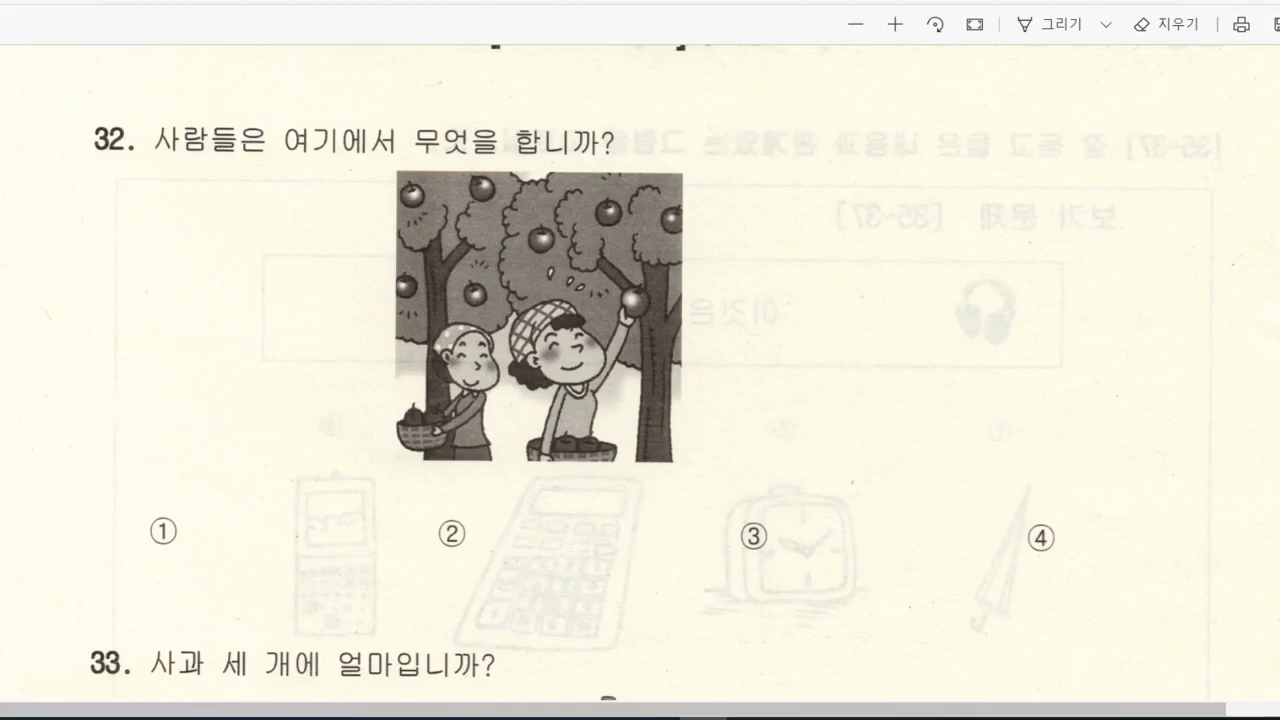 그리기 지우기
32. 사람들은 여기에서 무엇을 합니까?
① ② ③ ④
33. 사과 세 개에 얼마입니까?